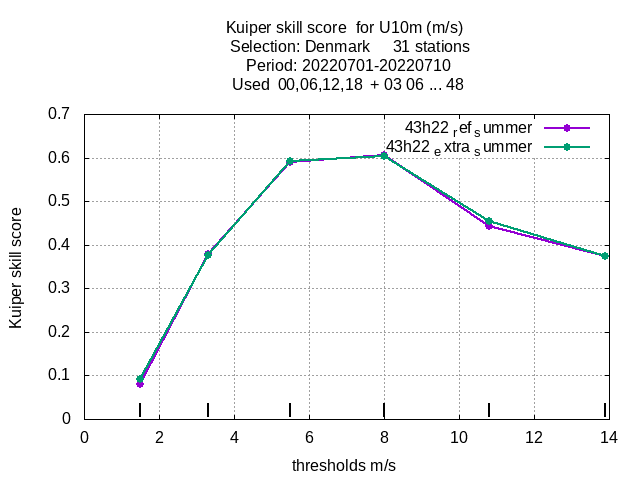 Kuiper skill score for U10m (m/s)
Selection: Denmark 31 stations
Period: 20220701-20220710
Used 00,06,12,18 + 03 06 ... 48
43h22 ref summer
43h22 extra summer
Kuiper skill score
0.7
0.6
0.5
0.4
0.3
0.2
0.1
0
0 2 4 6 8 10 12 14
thresholds m/s